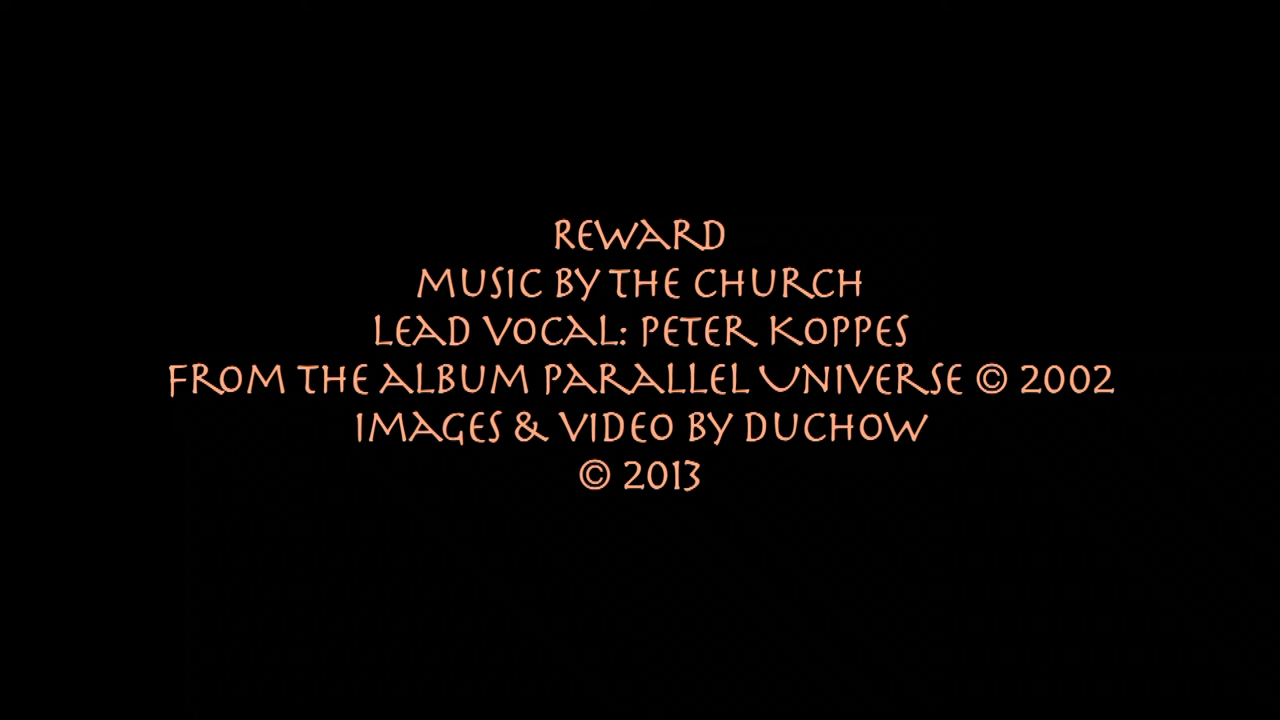 REWARD
MUSIC BY THE CHURCH
LEAD VOCAL: PETER KOPPES
FROM THE ALBUM PARALLEL UNIVERSE © 2002
IMAGES & VIDEO BY DUCHOW
© 2013